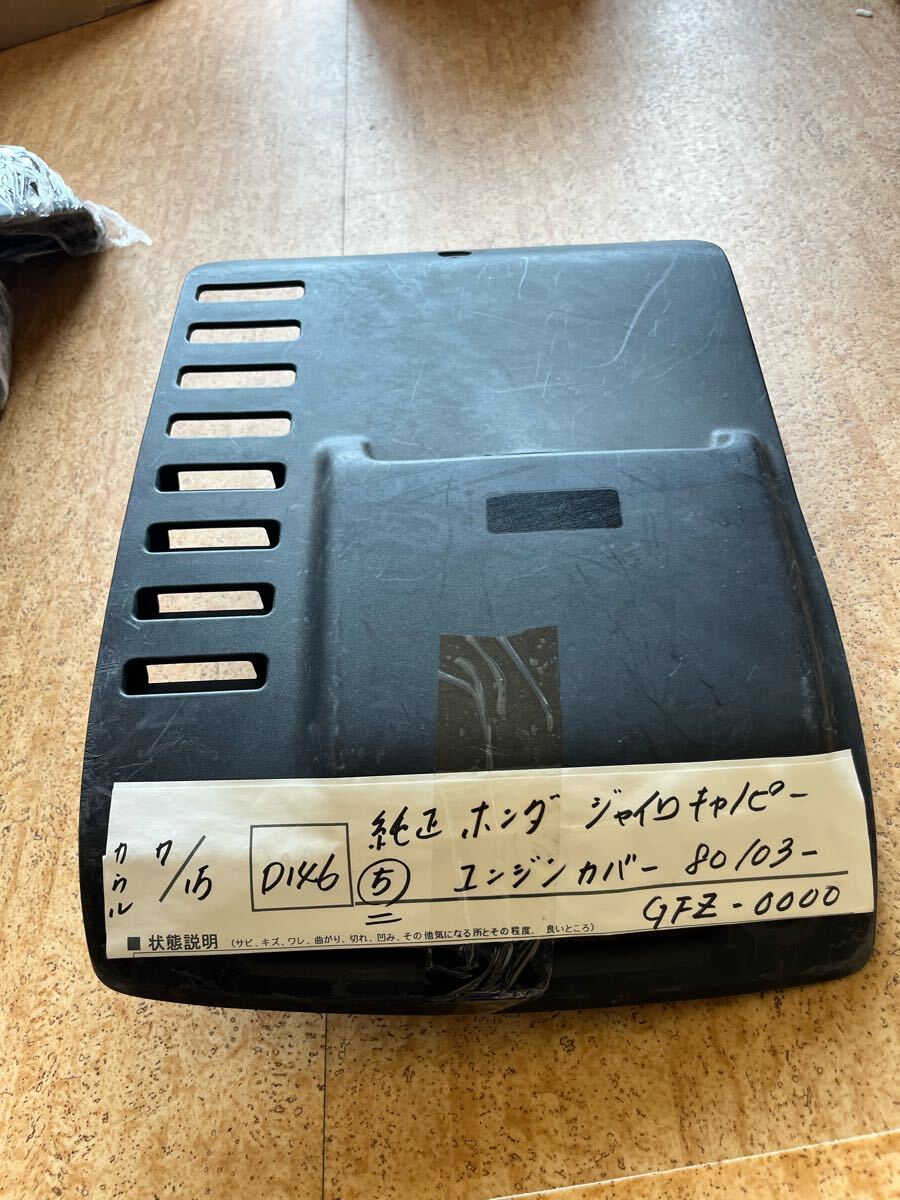 純正 ホンダ ジャイロキャノピー
カウル 7/15 D146 ⑤ エンジンカバー 80103-
GFZ-0000
■ 状態説明 (サビ、キズ、ワレ、曲がり、切れ、凹み、その他気になる所とその程度、良いところ)